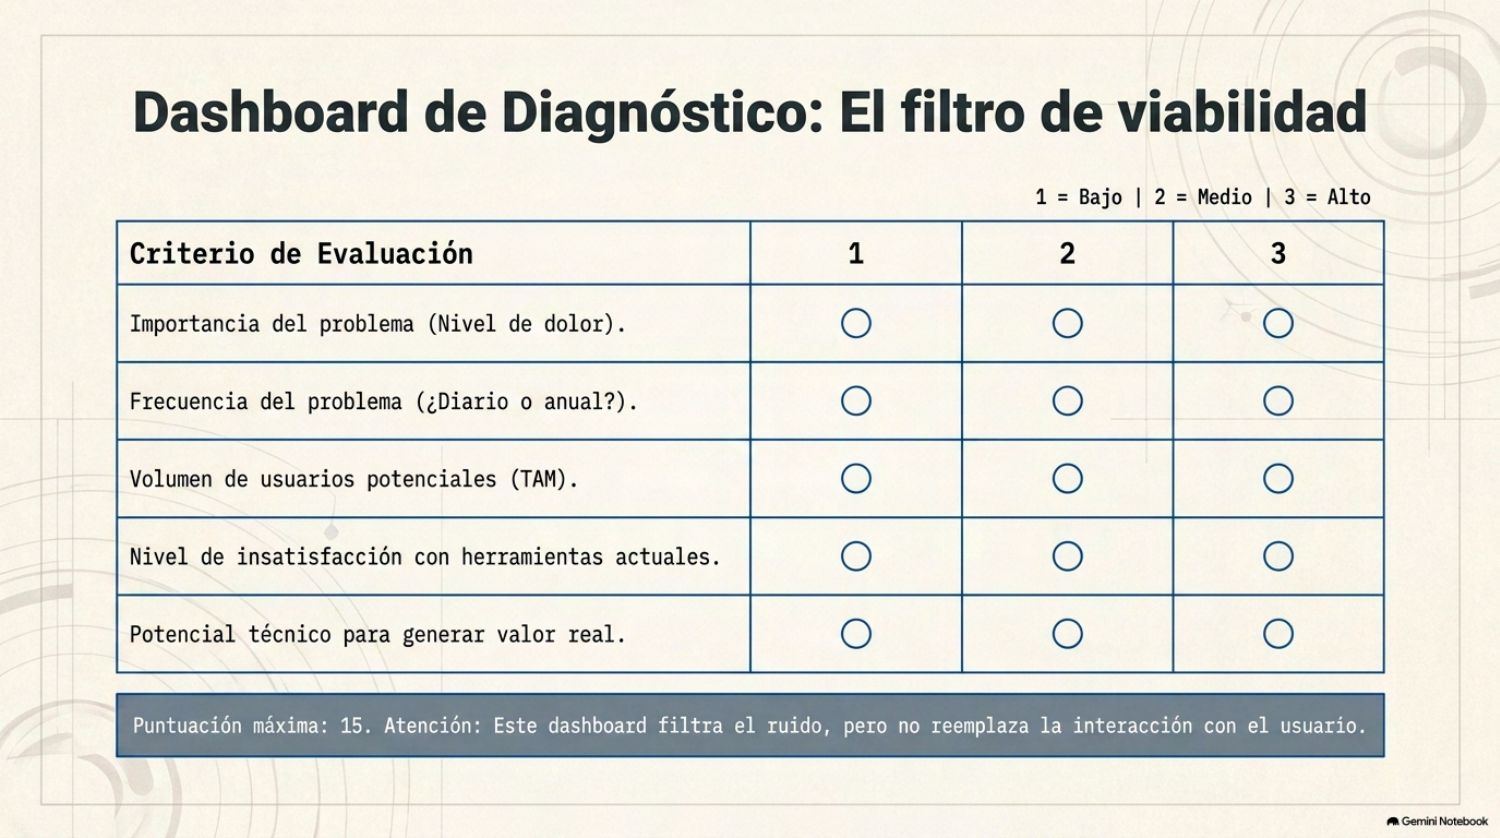 Dashboard de Diagnóstico: El filtro de viabilidad
1 = Bajo | 2 = Medio | 3 = Alto
Criterio de Evaluación 1 2 3
Importancia del problema (Nivel de dolor).
Frecuencia del problema (¿Diario o anual?).
Volumen de usuarios potenciales (TAM).
Nivel de insatisfacción con herramientas actuales.
Potencial técnico para generar valor real.
Puntuación máxima: 15. Atención: Este dashboard filtra el ruido, pero no reemplaza la interacción con el usuario.
Gemini Notebook